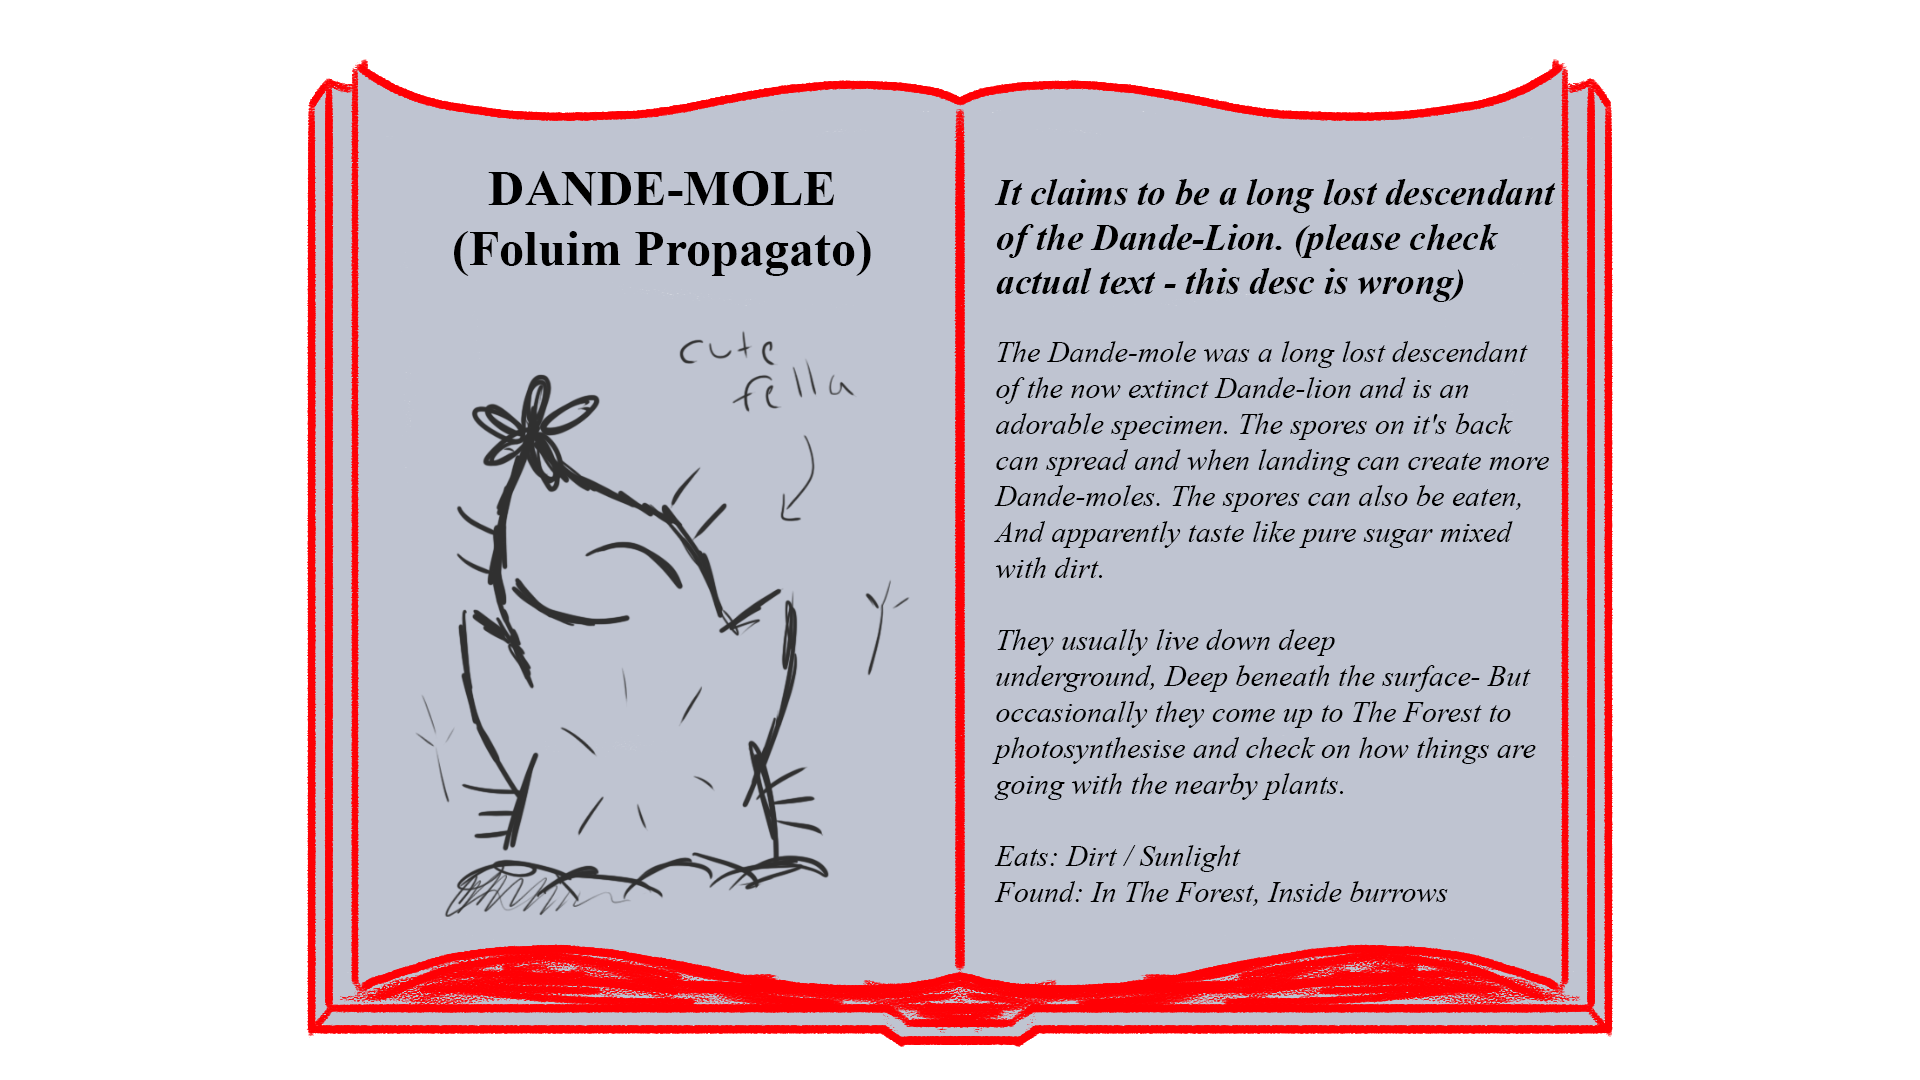 DANDE-MOLE
(Foluim Propagato)
cute
fella
It claims to be a long lost descendant
of the Dande-Lion. (please check
actual text - this desc is wrong)
The Dande-mole was a long lost descendant
of the now extinct Dande-lion and is an
adorable specimen. The spores on it's back
can spread and when landing can create more
Dande-moles. The spores can also be eaten,
And apparently taste like pure sugar mixed
with dirt.
They usually live down deep
underground, Deep beneath the surface- But
occasionally they come up to The Forest to
photosynthesise and check on how things are
going with the nearby plants.
Eats: Dirt / Sunlight
Found: In The Forest, Inside burrows